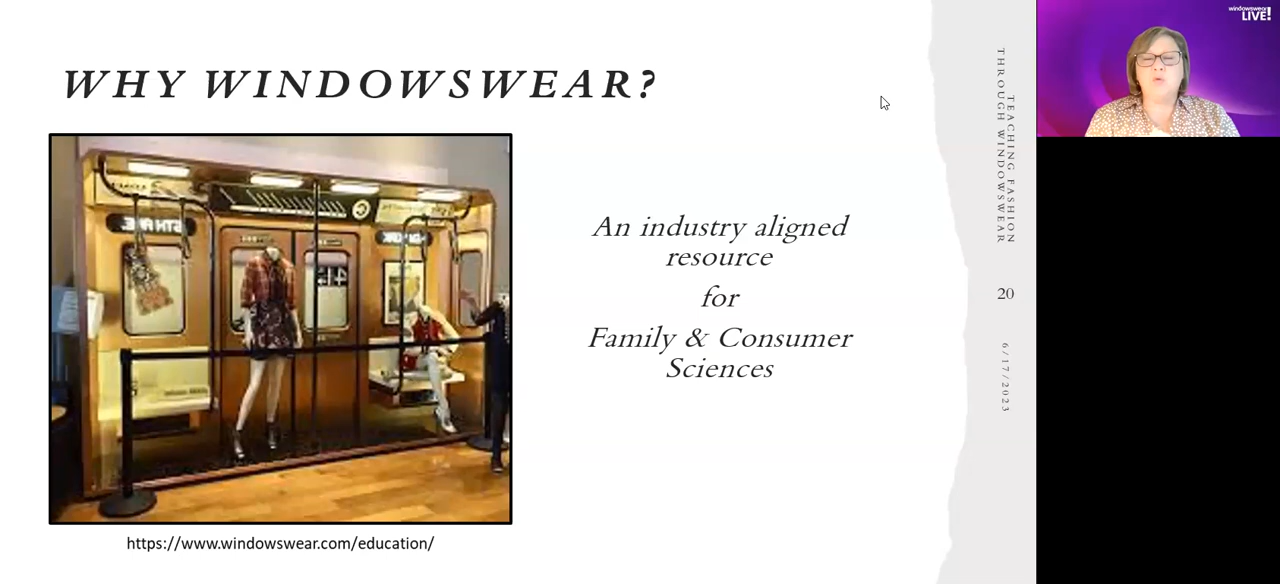 WHY WINDOWSWEAR?
An industry aligned
resource
for
Family & Consumer
Sciences
https://www.windowswear.com/education/
TEACHING FASHION
THROUGH WINDOWSWEAR
20
6/17/2023
windowswear
LIVE!